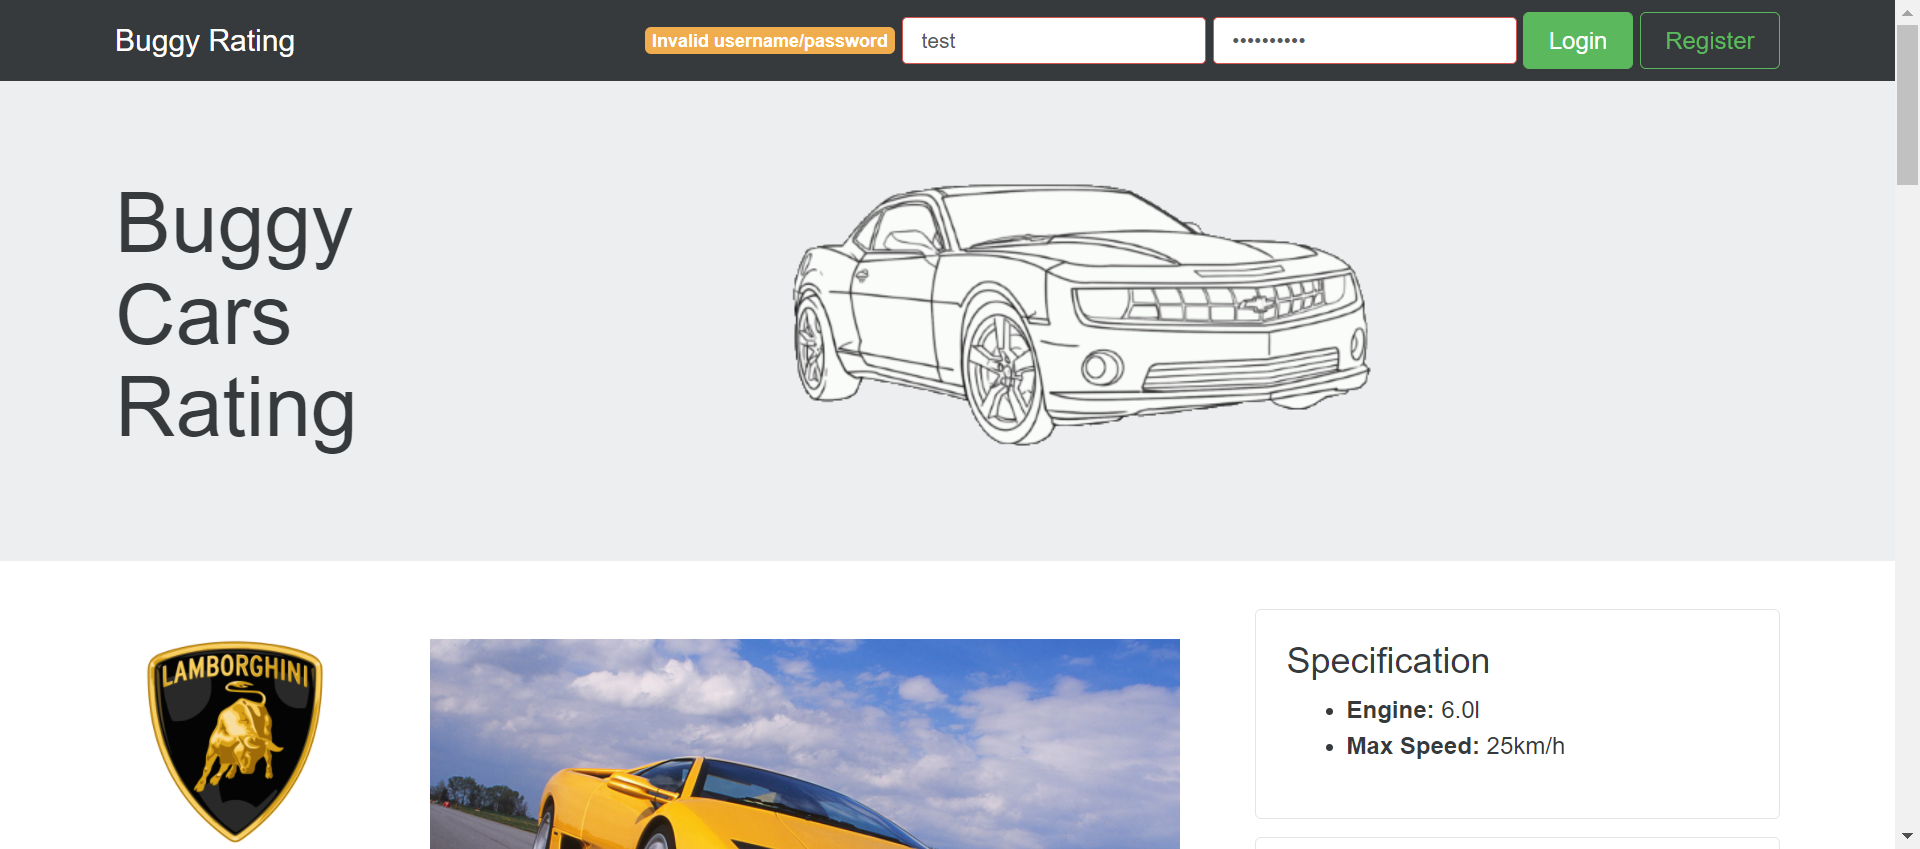 Buggy Rating
Invalid username/password
test
••••••••••
Login
Register
Buggy
Cars
Rating
LAMBORGHINI
Specification
Engine: 6.0l
Max Speed: 25km/h